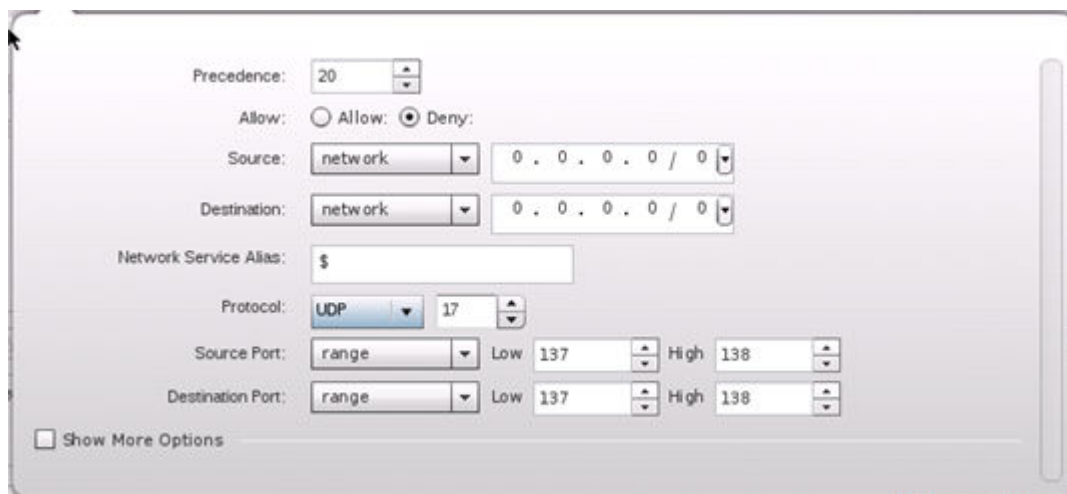 Precedence: 20
Allow: Allow: Deny:
Source: network 0 . 0 . 0 . 0 / 0
Destination: network 0 . 0 . 0 . 0 / 0
Network Service Alias: $
Protocol: UDP 17
Source Port: range Low 137 High 138
Destination Port: range Low 137 High 138
Show More Options